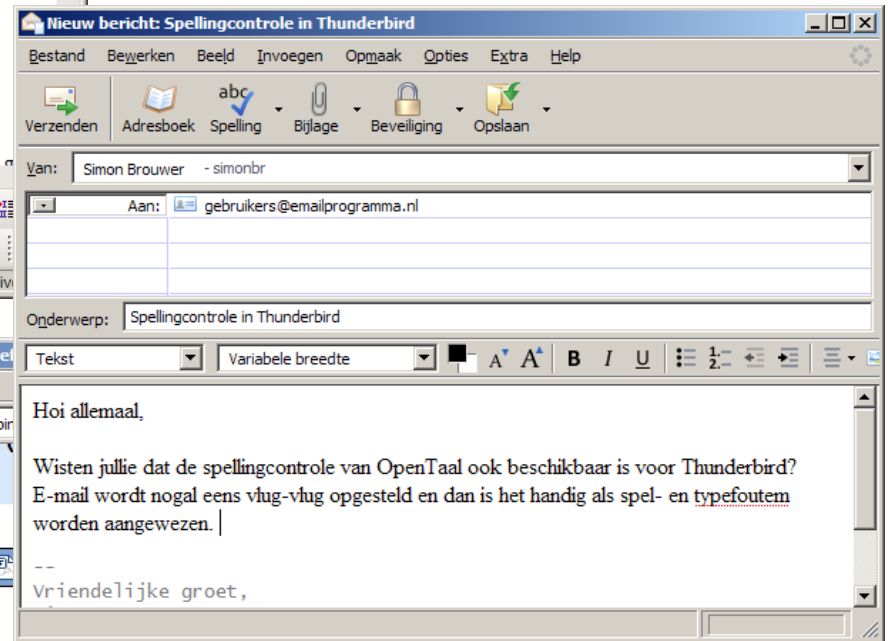 Nieuw bericht: Spellingcontrole in Thunderbird
Bestand Bewerken Beeld Invoegen Opmaak Opties Extra Help
abc
Verzenden Adresboek Spelling Bijlage Beveiliging Opslaan
Van: Simon Brouwer - simonbr
Aan: gebruikers@emailprogramma.nl
Onderwerp: Spellingcontrole in Thunderbird
Tekst Variabele breedte A A B I U
Hoi allemaal,
Wisten jullie dat de spellingcontrole van OpenTaal ook beschikbaar is voor Thunderbird?
E-mail wordt nogal eens vlug-vlug opgesteld en dan is het handig als spel- en typefoutem
worden aangewezen.
--
Vriendelijke groet,